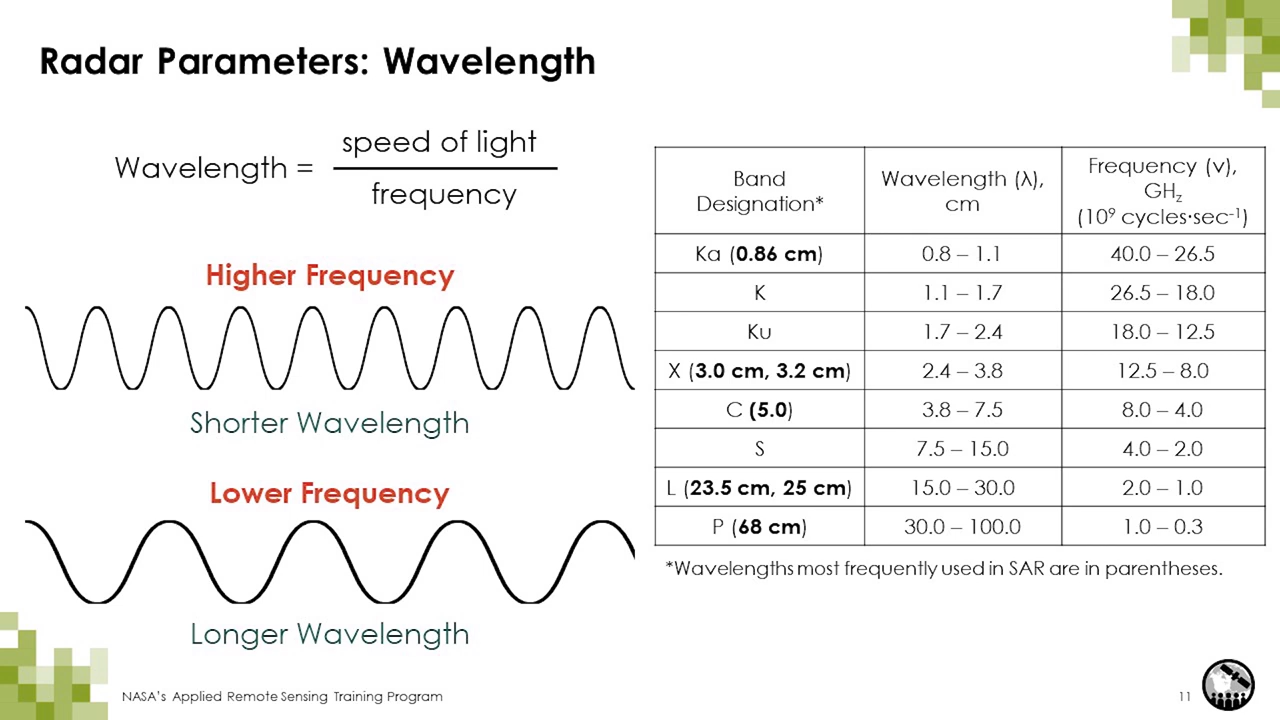 Radar Parameters: Wavelength
Wavelength =
speed of light
frequency
Higher Frequency
Shorter Wavelength
Lower Frequency
Longer Wavelength
Band Designation* Wavelength (λ), cm Frequency (v), GHz (10⁹ cycles·sec⁻¹)
Ka (0.86 cm) 0.8 – 1.1 40.0 – 26.5
K 1.1 – 1.7 26.5 – 18.0
Ku 1.7 – 2.4 18.0 – 12.5
X (3.0 cm, 3.2 cm) 2.4 – 3.8 12.5 – 8.0
C (5.0) 3.8 – 7.5 8.0 – 4.0
S 7.5 – 15.0 4.0 – 2.0
L (23.5 cm, 25 cm) 15.0 – 30.0 2.0 – 1.0
P (68 cm) 30.0 – 100.0 1.0 – 0.3
*Wavelengths most frequently used in SAR are in parentheses.
NASA's Applied Remote Sensing Training Program
11